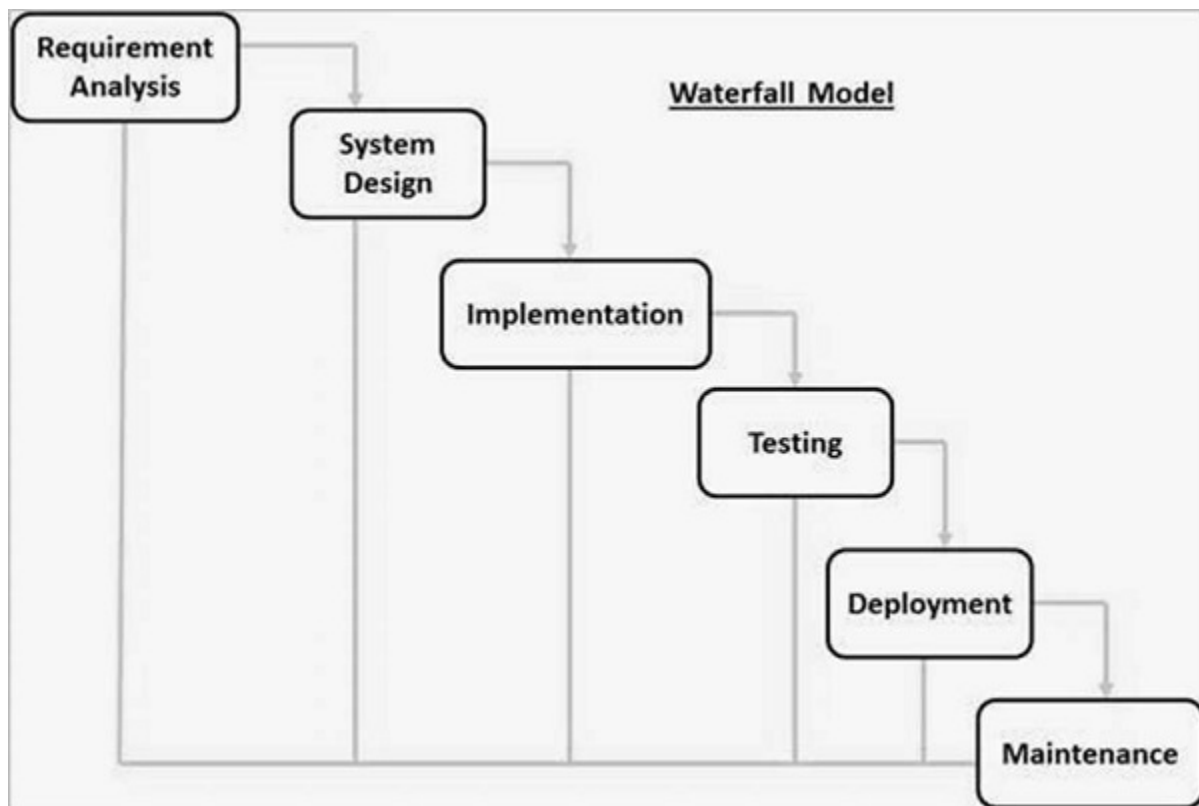 Requirement
Analysis
Waterfall Model
System
Design
Implementation
Testing
Deployment
Maintenance